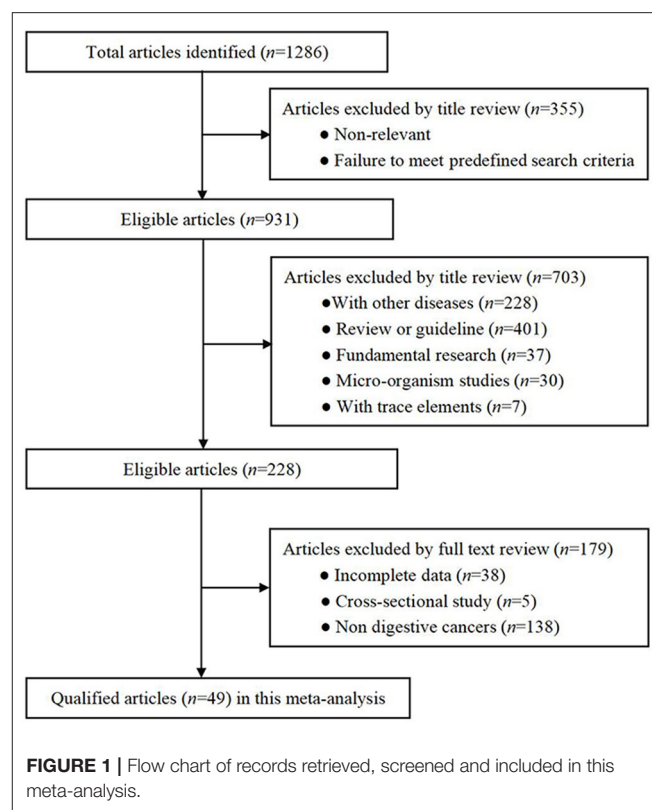 Total articles identified (n=1286)
Articles excluded by title review (n=355)
● Non-relevant
● Failure to meet predefined search criteria
Eligible articles (n=931)
Articles excluded by title review (n=703)
●With other diseases (n=228)
● Review or guideline (n=401)
● Fundamental research (n=37)
● Micro-organism studies (n=30)
● With trace elements (n=7)
Eligible articles (n=228)
Articles excluded by full text review (n=179)
● Incomplete data (n=38)
● Cross-sectional study (n=5)
● Non digestive cancers (n=138)
Qualified articles (n=49) in this meta-analysis
FIGURE 1 | Flow chart of records retrieved, screened and included in this
meta-analysis.